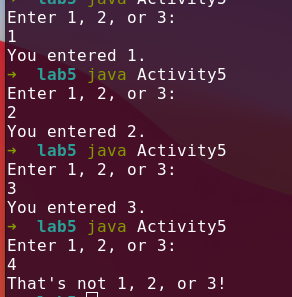 ➜  lab5 java Activity5
Enter 1, 2, or 3:
1
You entered 1.
➜  lab5 java Activity5
Enter 1, 2, or 3:
2
You entered 2.
➜  lab5 java Activity5
Enter 1, 2, or 3:
3
You entered 3.
➜  lab5 java Activity5
Enter 1, 2, or 3:
4
That's not 1, 2, or 3!